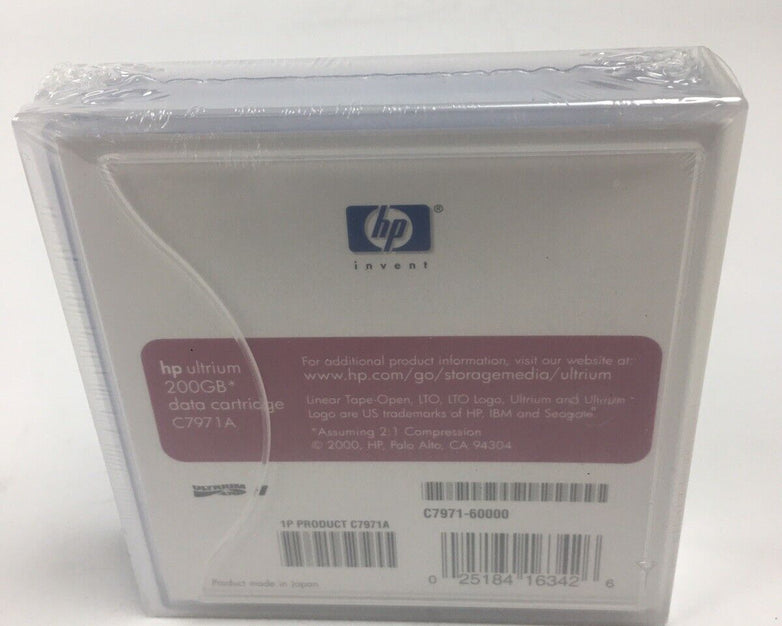 hp®
invent
hp ultrium
200GB*
data cartridge
C7971A
For additional product information, visit our website at:
www.hp.com/go/storagemedia/ultrium
Linear Tape-Open, LTO, LTO Logo, Ultrium and Ultrium
Logo are US trademarks of HP, IBM and Seagate.
*Assuming 2:1 Compression
© 2000, HP, Palo Alto, CA 94304
ULTRIUM
C7971-60000
1P PRODUCT C7971A
0 25184 16342 6
Product made in Japan